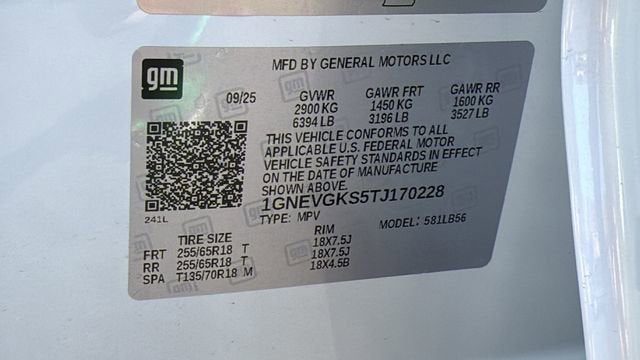 gm
MFD BY GENERAL MOTORS LLC
09/25 GVWR GAWR FRT GAWR RR
2900 KG 1450 KG 1600 KG
6394 LB 3196 LB 3527 LB
THIS VEHICLE CONFORMS TO ALL
APPLICABLE U.S. FEDERAL MOTOR
VEHICLE SAFETY STANDARDS IN EFFECT
ON THE DATE OF MANUFACTURE
SHOWN ABOVE.
1GNEVGKS5TJ170228
241L
TYPE: MPV MODEL: 581LB56
TIRE SIZE RIM
FRT 255/65R18 T 18X7.5J
RR 255/65R18 T 18X7.5J
SPA T135/70R18 M 18X4.5B